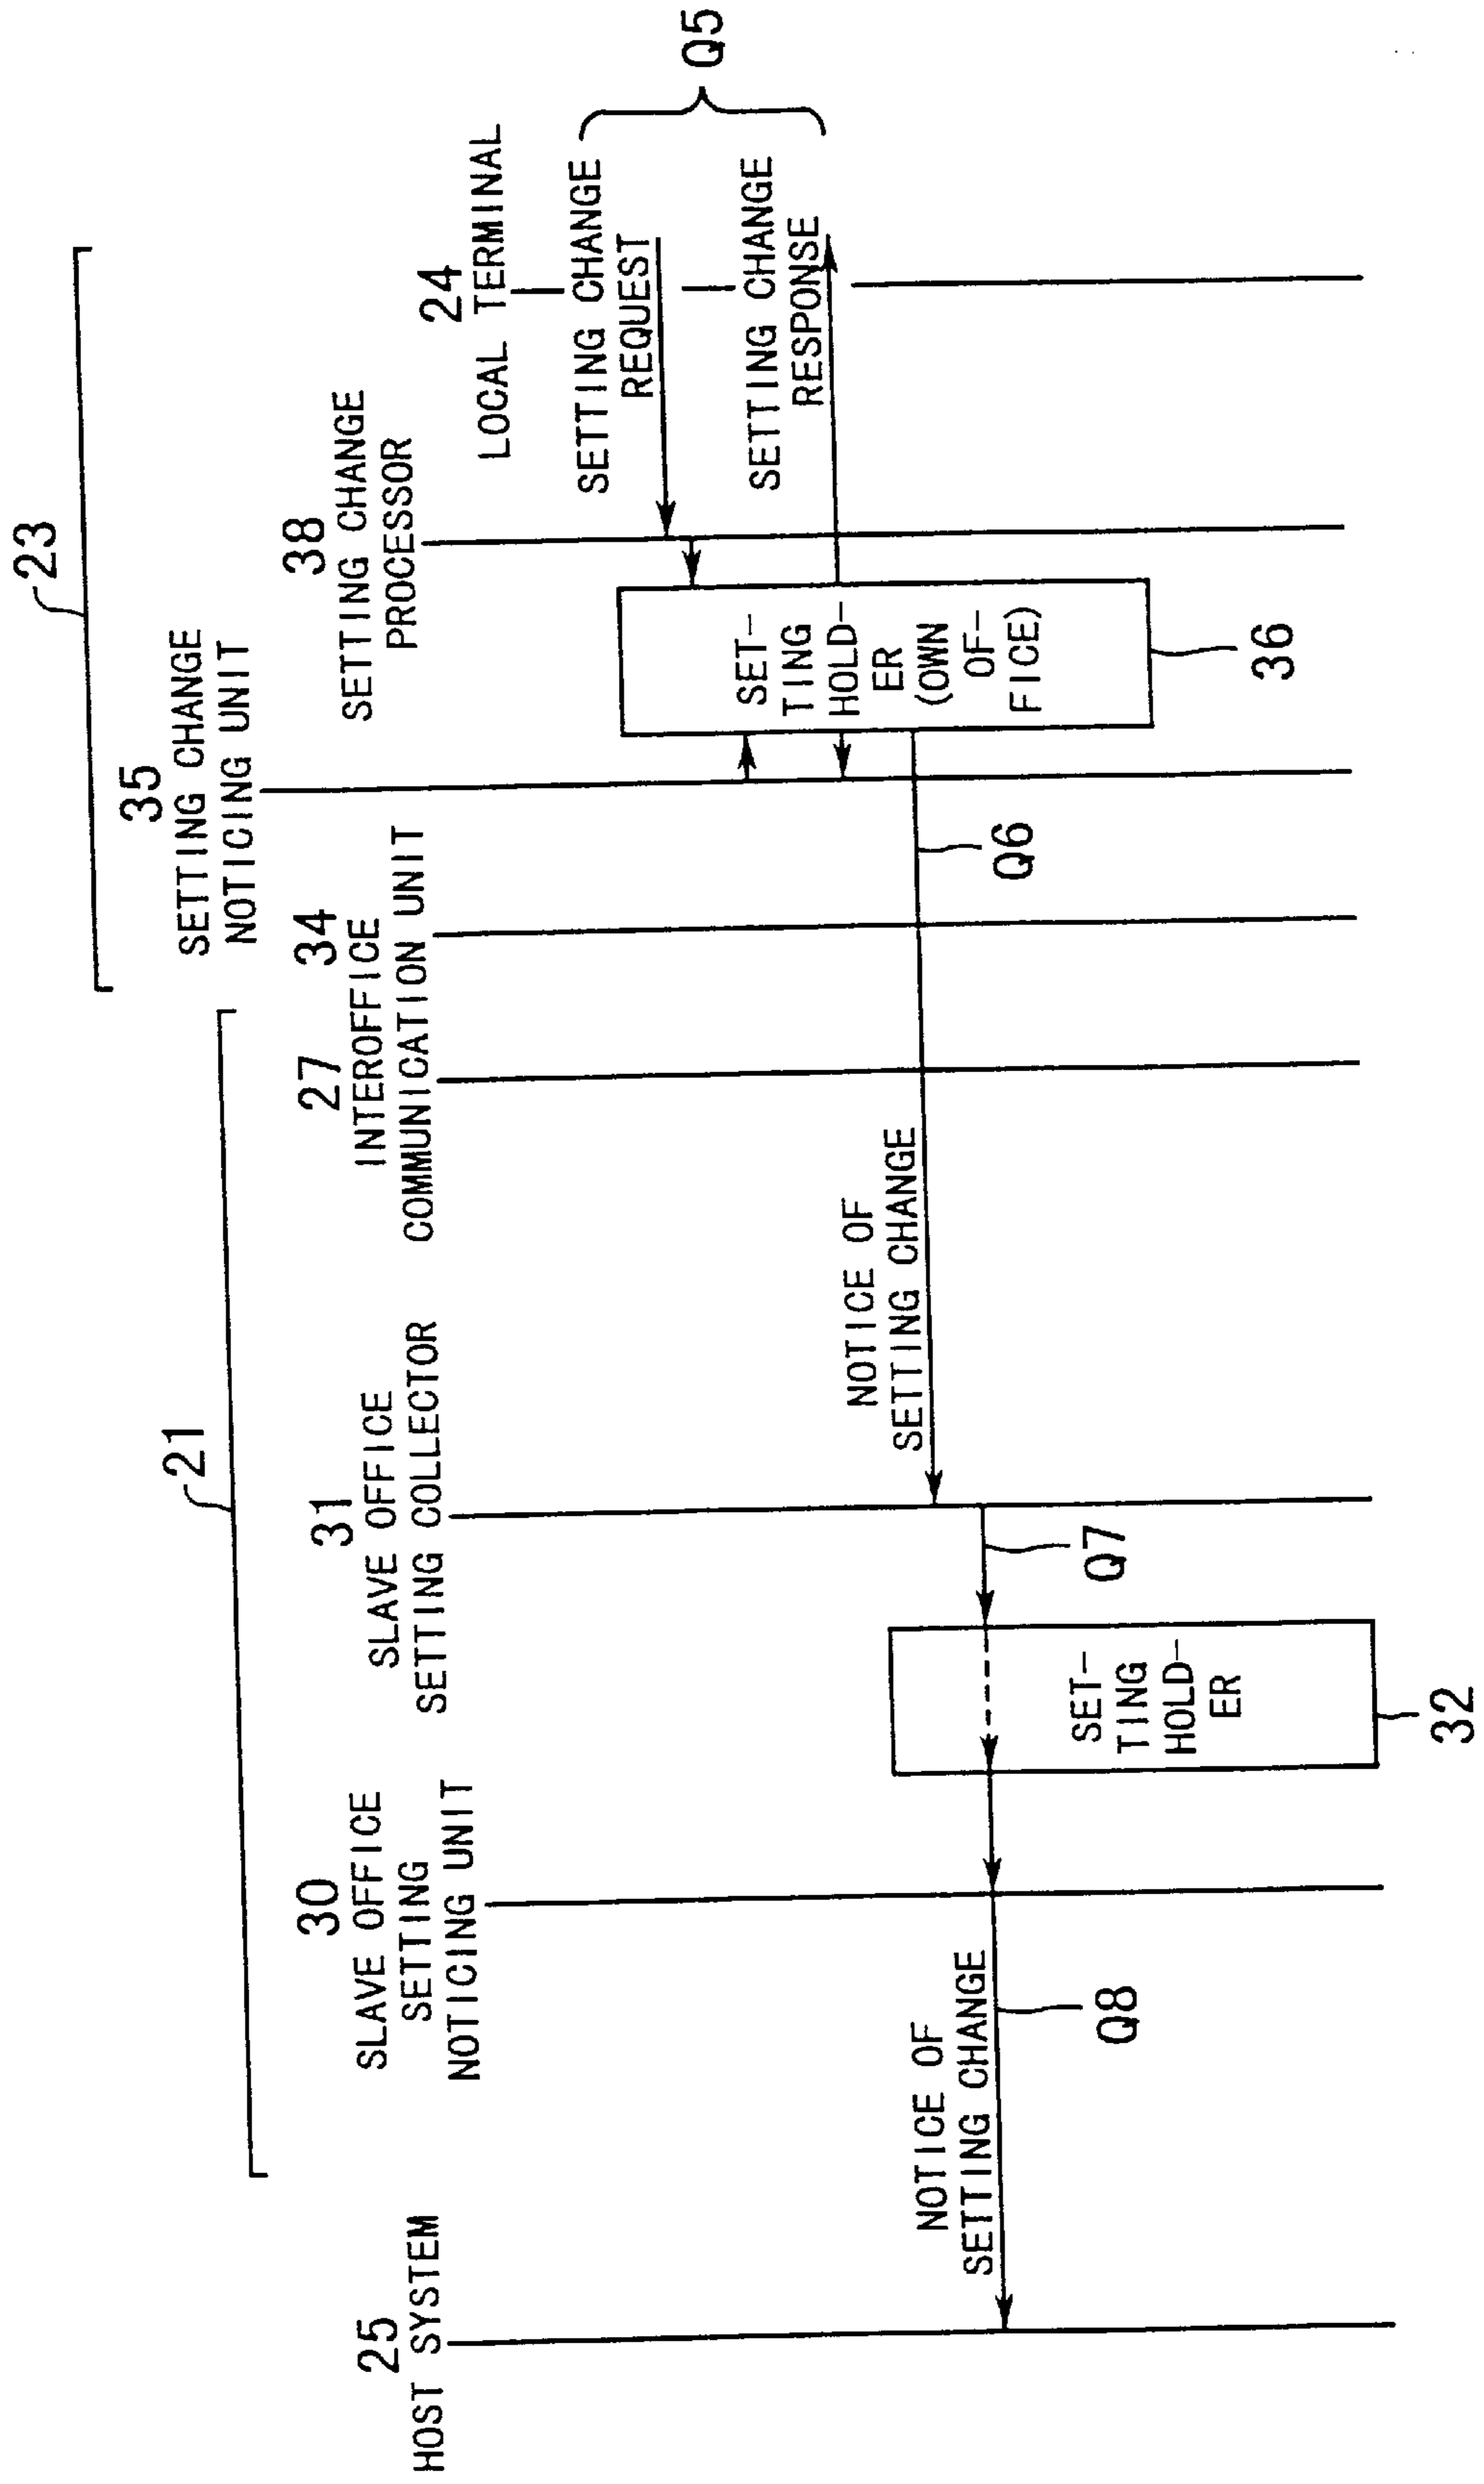 23
21
35
SETTING CHANGE
NOTICING UNIT
25
HOST SYSTEM
30
SLAVE OFFICE
SETTING
NOTICING UNIT
31
SLAVE OFFICE
SETTING COLLECTOR
27 34
INTEROFFICE
COMMUNICATION UNIT
38
SETTING CHANGE
PROCESSOR
24
LOCAL TERMINAL
SETTING CHANGE
REQUEST
SETTING CHANGE
RESPONSE
Q5
SET-
TING
HOLD-
ER
(OWN
OF-
FICE)
36
Q6
NOTICE OF
SETTING CHANGE
Q7
SET-
TING
HOLD-
ER
32
NOTICE OF
SETTING CHANGE
Q8